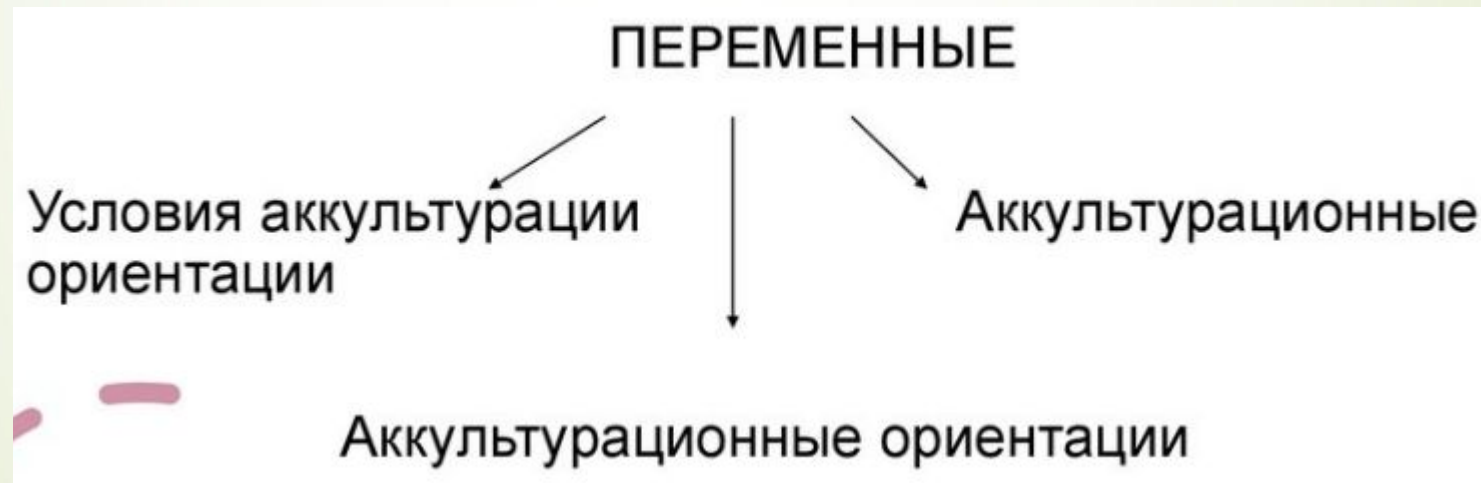 ПЕРЕМЕННЫЕ
Условия аккультурации
ориентации
Аккультурационные
Аккультурационные ориентации